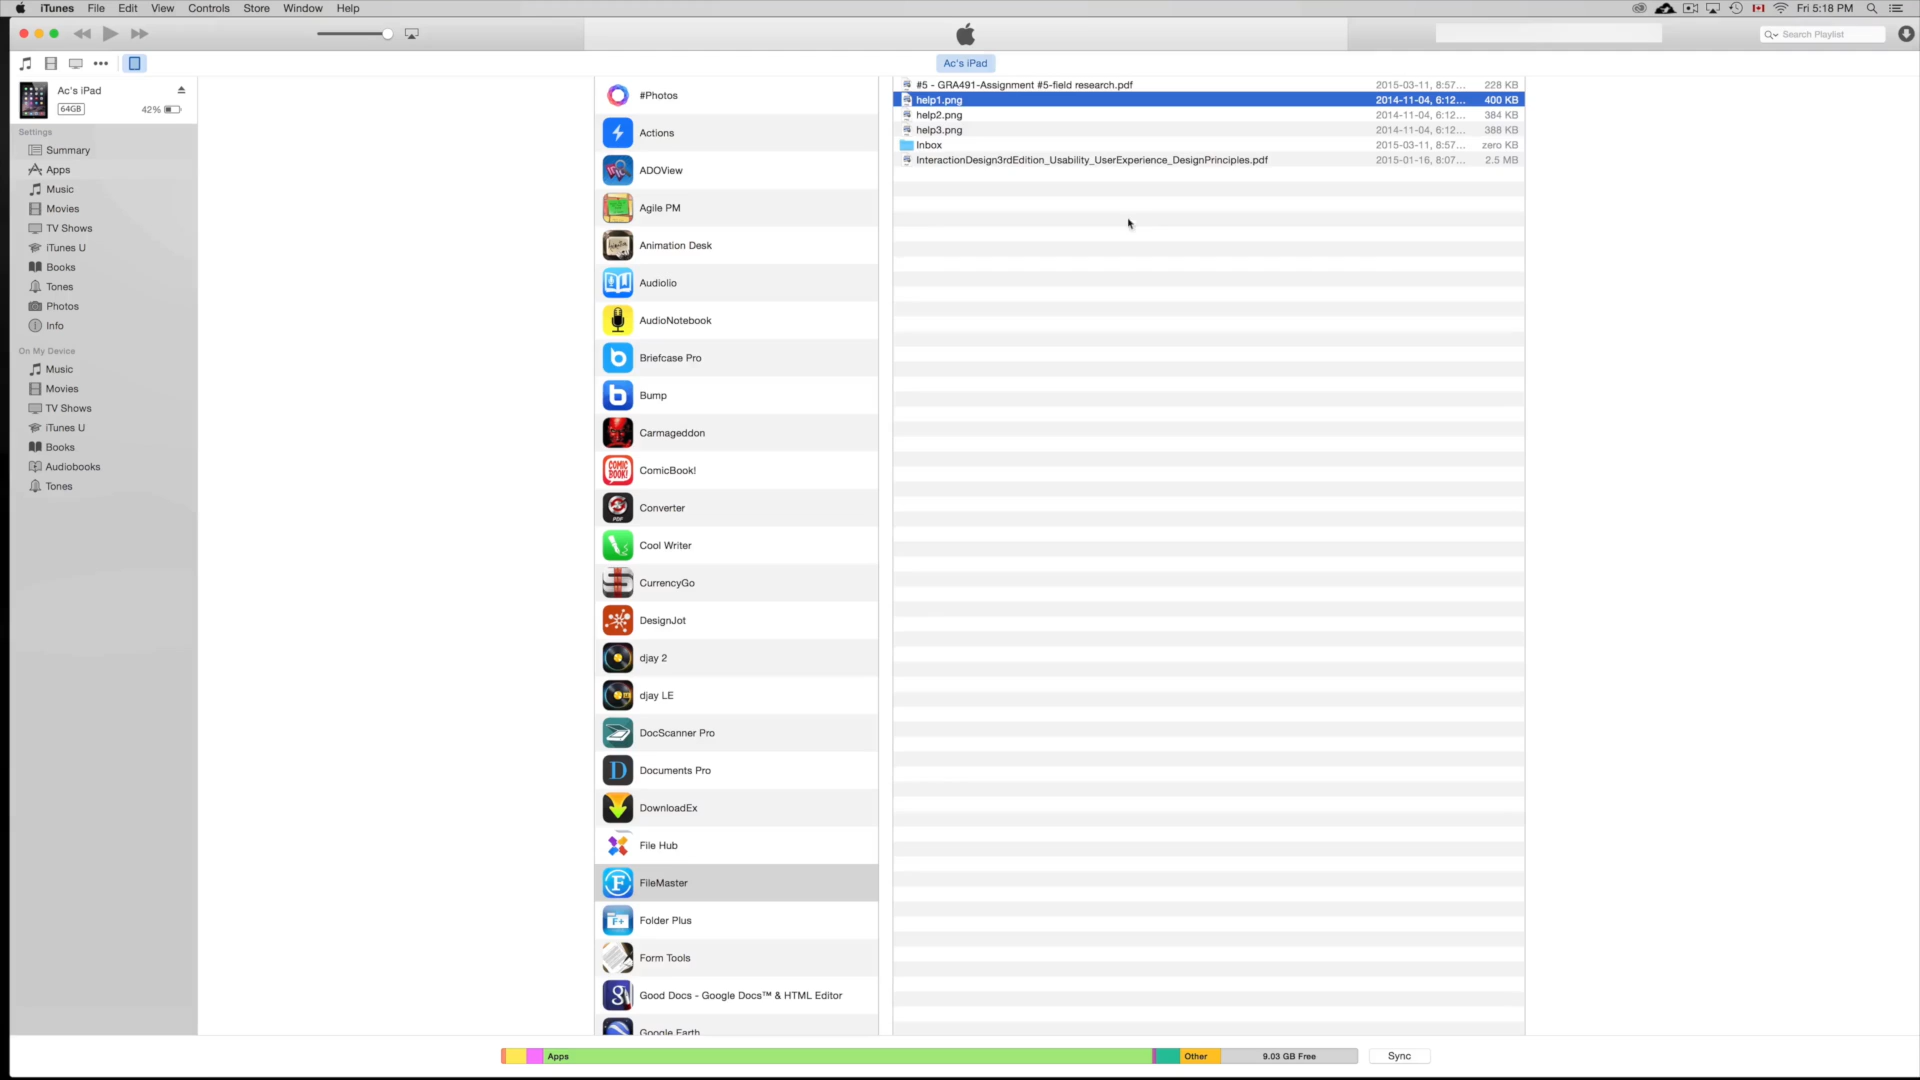 iTunes File Edit View Controls Store Window Help Fri 5:18 PM
Search Playlist
Ac's iPad
Ac's iPad
64GB 42%
Settings
Summary
Apps
Music
Movies
TV Shows
iTunes U
Books
Tones
Photos
Info
On My Device
Music
Movies
TV Shows
iTunes U
Books
Audiobooks
Tones
#Photos
Actions
ADOView
Agile PM
Animation Desk
Audiolio
AudioNotebook
Briefcase Pro
Bump
Carmageddon
ComicBook!
Converter
Cool Writer
CurrencyGo
DesignJot
djay 2
djay LE
DocScanner Pro
Documents Pro
DownloadEx
File Hub
FileMaster
Folder Plus
Form Tools
Good Docs - Google Docs™ & HTML Editor
Google Earth
#5 - GRA491-Assignment #5-field research.pdf 2015-03-11, 8:57... 228 KB
help1.png 2014-11-04, 6:12... 400 KB
help2.png 2014-11-04, 6:12... 384 KB
help3.png 2014-11-04, 6:12... 388 KB
Inbox 2015-03-11, 8:57... zero KB
InteractionDesign3rdEdition_Usability_UserExperience_DesignPrinciples.pdf 2015-01-16, 8:07... 2.5 MB
Apps Other 9.03 GB Free Sync